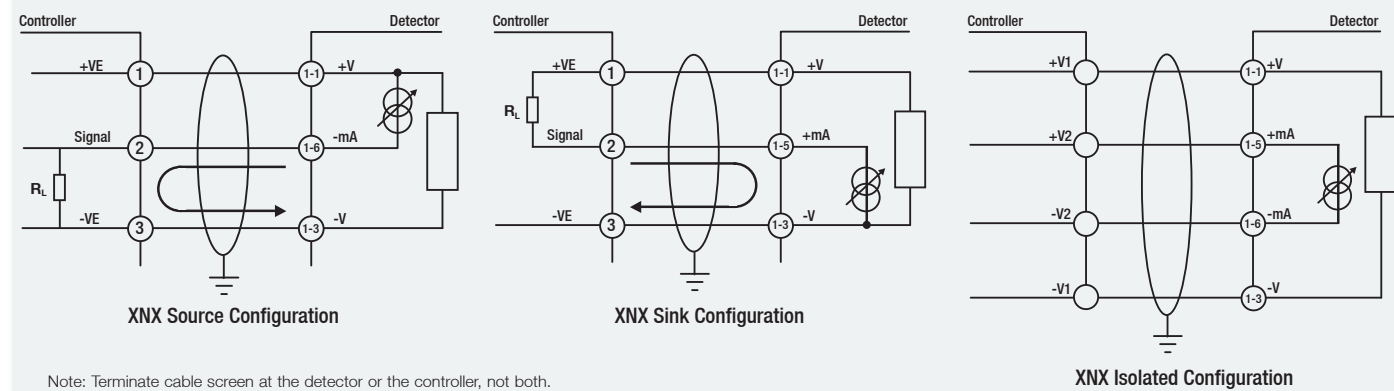 Controller
Detector
+VE
1
1-1
+V
Signal
2
1-6
-mA
RL
-VE
3
1-3
-V
XNX Source Configuration
Controller
Detector
+VE
1
1-1
+V
RL
Signal
2
1-5
+mA
-VE
3
1-3
-V
XNX Sink Configuration
Controller
Detector
+V1
1-1
+V
+V2
1-5
+mA
-V2
1-6
-mA
-V1
1-3
-V
XNX Isolated Configuration
Note: Terminate cable screen at the detector or the controller, not both.